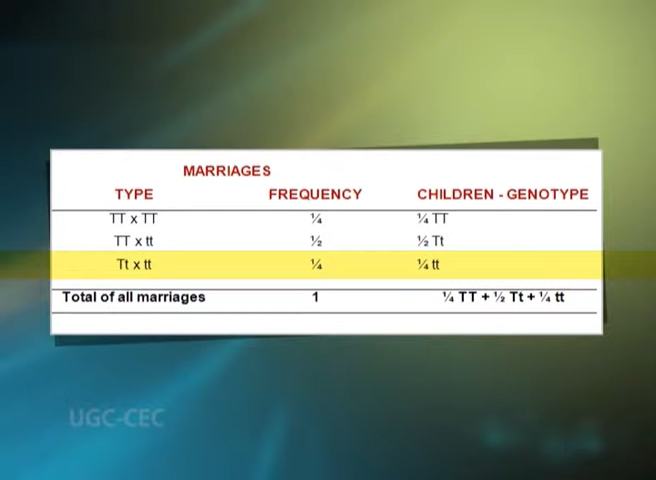 MARRIAGES
TYPE FREQUENCY CHILDREN - GENOTYPE
TT x TT ¼ ¼ TT
TT x tt ½ ½ Tt
Tt x tt ¼ ¼ tt
Total of all marriages 1 ¼ TT + ½ Tt + ¼ tt
UGC-CEC